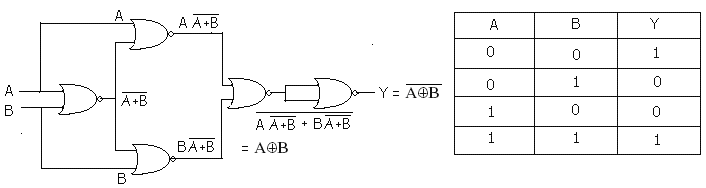 A
A A̅+̅B̅
A
B
A̅+̅B̅
Y = A̅⊕̅B̅
A̅ ̅A̅+̅B̅ ̅+̅ ̅B̅ ̅A̅+̅B̅
B A̅+̅B̅
= A⊕B
B
A B Y
0 0 1
0 1 0
1 0 0
1 1 1